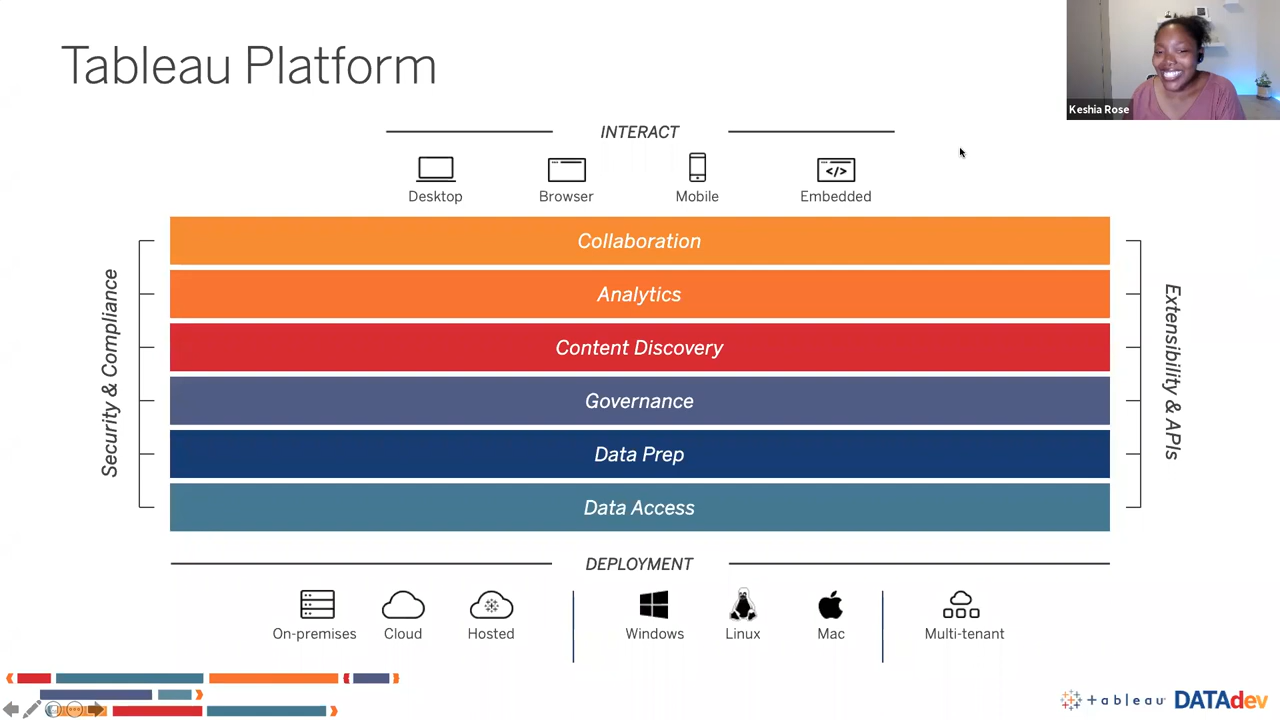 Tableau Platform
Keshia Rose
INTERACT
Desktop
Browser
Mobile
</>
Embedded
Security & Compliance
Collaboration
Analytics
Content Discovery
Governance
Data Prep
Data Access
Extensibility & APIs
DEPLOYMENT
On-premises
Cloud
Hosted
Windows
Linux
Mac
Multi-tenant
+ableau DATAdev